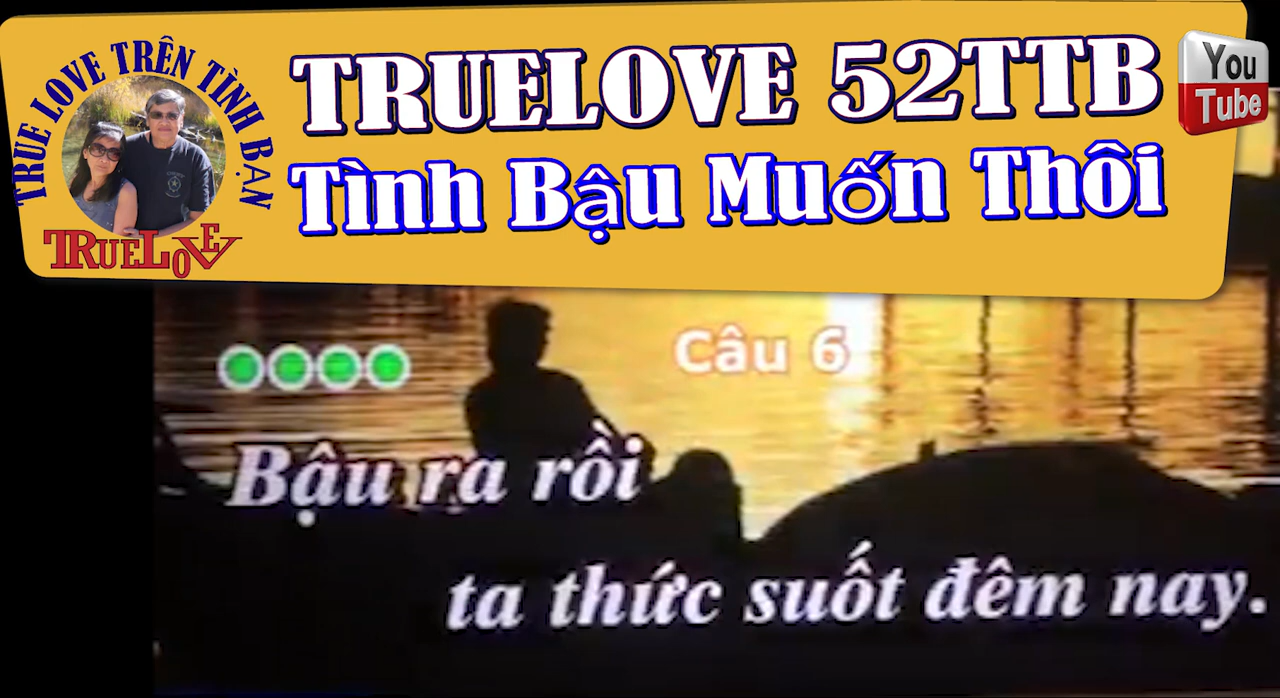 TRUE LOVE TRÊN TÌNH BẠN
TRUELOVE
TRUELOVE 52TTB
Tình Bậu Muốn Thôi
You
Tube
Câu 6
Bậu ra rồi
ta thức suốt đêm nay.